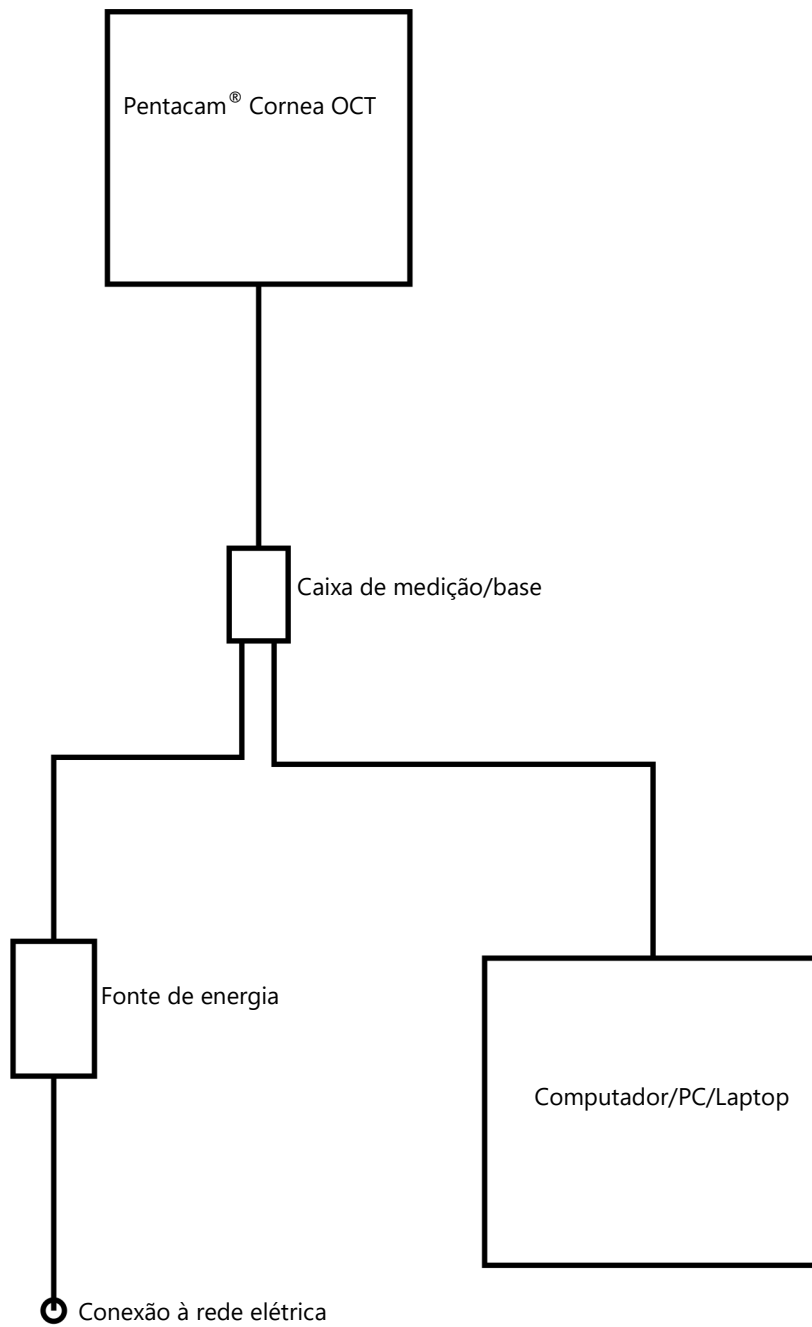 Pentacam® Cornea OCT
Caixa de medição/base
Fonte de energia
Computador/PC/Laptop
Conexão à rede elétrica